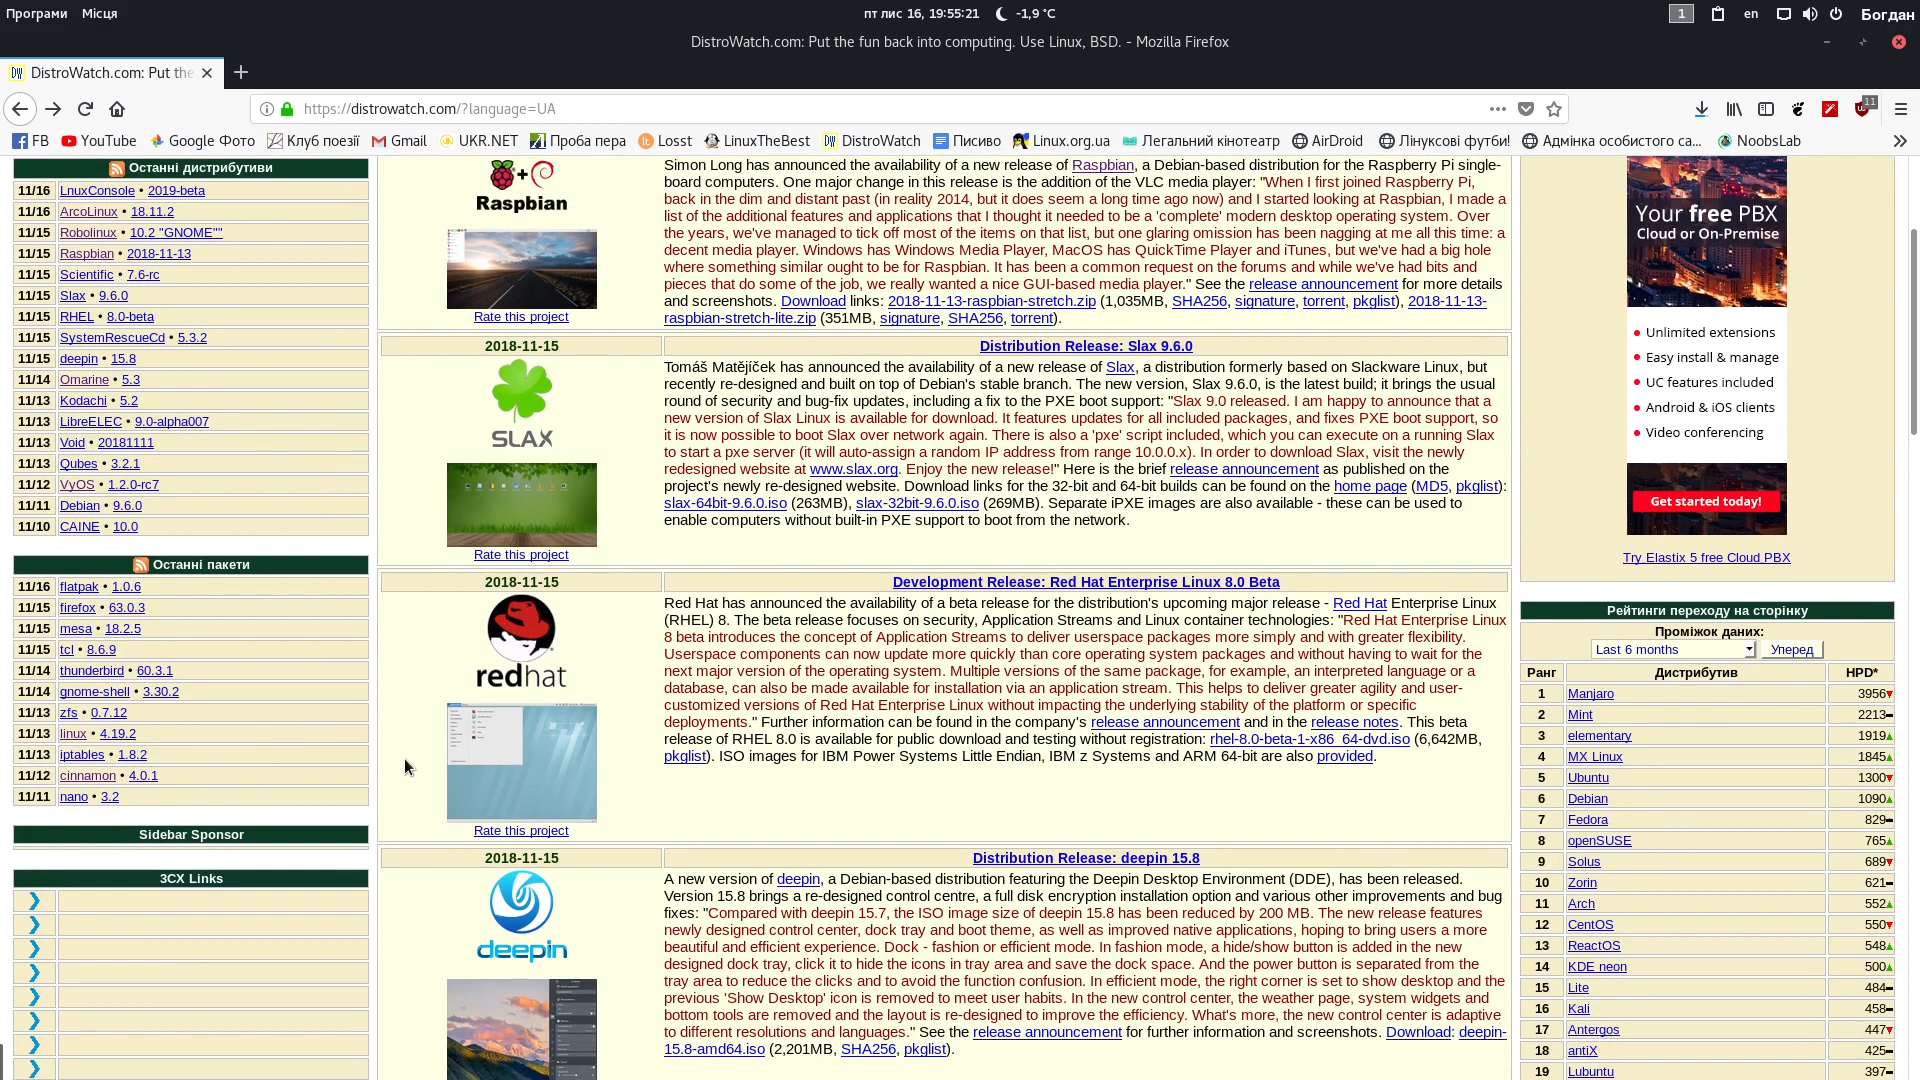 Програми Місця
пт лис 16, 19:55:21 -1,9 °C
1 en Богдан
DistroWatch.com: Put the fun back into computing. Use Linux, BSD. - Mozilla Firefox
DistroWatch.com: Put the
https://distrowatch.com/?language=UA
11
FB YouTube Google Фото Клуб поезії Gmail UKR.NET Проба пера Losst LinuxTheBest DistroWatch Писиво Linux.org.ua Легальний кінотеатр AirDroid Лінуксові футби! Адмінка особистого са... NoobsLab
Останні дистрибутиви
11/16 LnuxConsole • 2019-beta
11/16 ArcoLinux • 18.11.2
11/15 Robolinux • 10.2 "GNOME""
11/15 Raspbian • 2018-11-13
11/15 Scientific • 7.6-rc
11/15 Slax • 9.6.0
11/15 RHEL • 8.0-beta
11/15 SystemRescueCd • 5.3.2
11/15 deepin • 15.8
11/14 Omarine • 5.3
11/13 Kodachi • 5.2
11/13 LibreELEC • 9.0-alpha007
11/13 Void • 20181111
11/13 Qubes • 3.2.1
11/12 VyOS • 1.2.0-rc7
11/11 Debian • 9.6.0
11/10 CAINE • 10.0
Останні пакети
11/16 flatpak • 1.0.6
11/15 firefox • 63.0.3
11/15 mesa • 18.2.5
11/15 tcl • 8.6.9
11/14 thunderbird • 60.3.1
11/14 gnome-shell • 3.30.2
11/13 zfs • 0.7.12
11/13 linux • 4.19.2
11/13 iptables • 1.8.2
11/12 cinnamon • 4.0.1
11/11 nano • 3.2
Sidebar Sponsor
3CX Links
Raspbian
Rate this project
Simon Long has announced the availability of a new release of Raspbian, a Debian-based distribution for the Raspberry Pi single-
board computers. One major change in this release is the addition of the VLC media player: "When I first joined Raspberry Pi,
back in the dim and distant past (in reality 2014, but it does seem a long time ago now) and I started looking at Raspbian, I made a
list of the additional features and applications that I thought it needed to be a 'complete' modern desktop operating system. Over
the years, we've managed to tick off most of the items on that list, but one glaring omission has been nagging at me all this time: a
decent media player. Windows has Windows Media Player, MacOS has QuickTime Player and iTunes, but we've had a big hole
where something similar ought to be for Raspbian. It has been a common request on the forums and while we've had bits and
pieces that do some of the job, we really wanted a nice GUI-based media player." See the release announcement for more details
and screenshots. Download links: 2018-11-13-raspbian-stretch.zip (1,035MB, SHA256, signature, torrent, pkglist), 2018-11-13-
raspbian-stretch-lite.zip (351MB, signature, SHA256, torrent).
2018-11-15 Distribution Release: Slax 9.6.0
SLAX
Rate this project
Tomáš Matějíček has announced the availability of a new release of Slax, a distribution formerly based on Slackware Linux, but
recently re-designed and built on top of Debian's stable branch. The new version, Slax 9.6.0, is the latest build; it brings the usual
round of security and bug-fix updates, including a fix to the PXE boot support: "Slax 9.0 released. I am happy to announce that a
new version of Slax Linux is available for download. It features updates for all included packages, and fixes PXE boot support, so
it is now possible to boot Slax over network again. There is also a 'pxe' script included, which you can execute on a running Slax
to start a pxe server (it will auto-assign a random IP address from range 10.0.0.x). In order to download Slax, visit the newly
redesigned website at www.slax.org. Enjoy the new release!" Here is the brief release announcement as published on the
project's newly re-designed website. Download links for the 32-bit and 64-bit builds can be found on the home page (MD5, pkglist):
slax-64bit-9.6.0.iso (263MB), slax-32bit-9.6.0.iso (269MB). Separate iPXE images are also available - these can be used to
enable computers without built-in PXE support to boot from the network.
2018-11-15 Development Release: Red Hat Enterprise Linux 8.0 Beta
redhat
Rate this project
Red Hat has announced the availability of a beta release for the distribution's upcoming major release - Red Hat Enterprise Linux
(RHEL) 8. The beta release focuses on security, Application Streams and Linux container technologies: "Red Hat Enterprise Linux
8 beta introduces the concept of Application Streams to deliver userspace packages more simply and with greater flexibility.
Userspace components can now update more quickly than core operating system packages and without having to wait for the
next major version of the operating system. Multiple versions of the same package, for example, an interpreted language or a
database, can also be made available for installation via an application stream. This helps to deliver greater agility and user-
customized versions of Red Hat Enterprise Linux without impacting the underlying stability of the platform or specific
deployments." Further information can be found in the company's release announcement and in the release notes. This beta
release of RHEL 8.0 is available for public download and testing without registration: rhel-8.0-beta-1-x86_64-dvd.iso (6,642MB,
pkglist). ISO images for IBM Power Systems Little Endian, IBM z Systems and ARM 64-bit are also provided.
2018-11-15 Distribution Release: deepin 15.8
deepin
A new version of deepin, a Debian-based distribution featuring the Deepin Desktop Environment (DDE), has been released.
Version 15.8 brings a re-designed control centre, a full disk encryption installation option and various other improvements and bug
fixes: "Compared with deepin 15.7, the ISO image size of deepin 15.8 has been reduced by 200 MB. The new release features
newly designed control center, dock tray and boot theme, as well as improved native applications, hoping to bring users a more
beautiful and efficient experience. Dock - fashion or efficient mode. In fashion mode, a hide/show button is added in the new
designed dock tray, click it to hide the icons in tray area and save the dock space. And the power button is separated from the
tray area to reduce the clicks and to avoid the function confusion. In efficient mode, the right corner is set to show desktop and the
previous 'Show Desktop' icon is removed to meet user habits. In the new control center, the weather page, system widgets and
bottom tools are removed and the layout is re-designed to improve the efficiency. What's more, the new control center is adaptive
to different resolutions and languages." See the release announcement for further information and screenshots. Download: deepin-
15.8-amd64.iso (2,201MB, SHA256, pkglist).
Your free PBX
Cloud or On-Premise
• Unlimited extensions
• Easy install & manage
• UC features included
• Android & iOS clients
• Video conferencing
Get started today!
Try Elastix 5 free Cloud PBX
Рейтинги переходу на сторінку
Проміжок даних:
Last 6 months Уперед
Ранг Дистрибутив HPD*
1 Manjaro 3956
2 Mint 2213
3 elementary 1919
4 MX Linux 1845
5 Ubuntu 1300
6 Debian 1090
7 Fedora 829
8 openSUSE 765
9 Solus 689
10 Zorin 621
11 Arch 552
12 CentOS 550
13 ReactOS 548
14 KDE neon 500
15 Lite 484
16 Kali 458
17 Antergos 447
18 antiX 425
19 Lubuntu 397